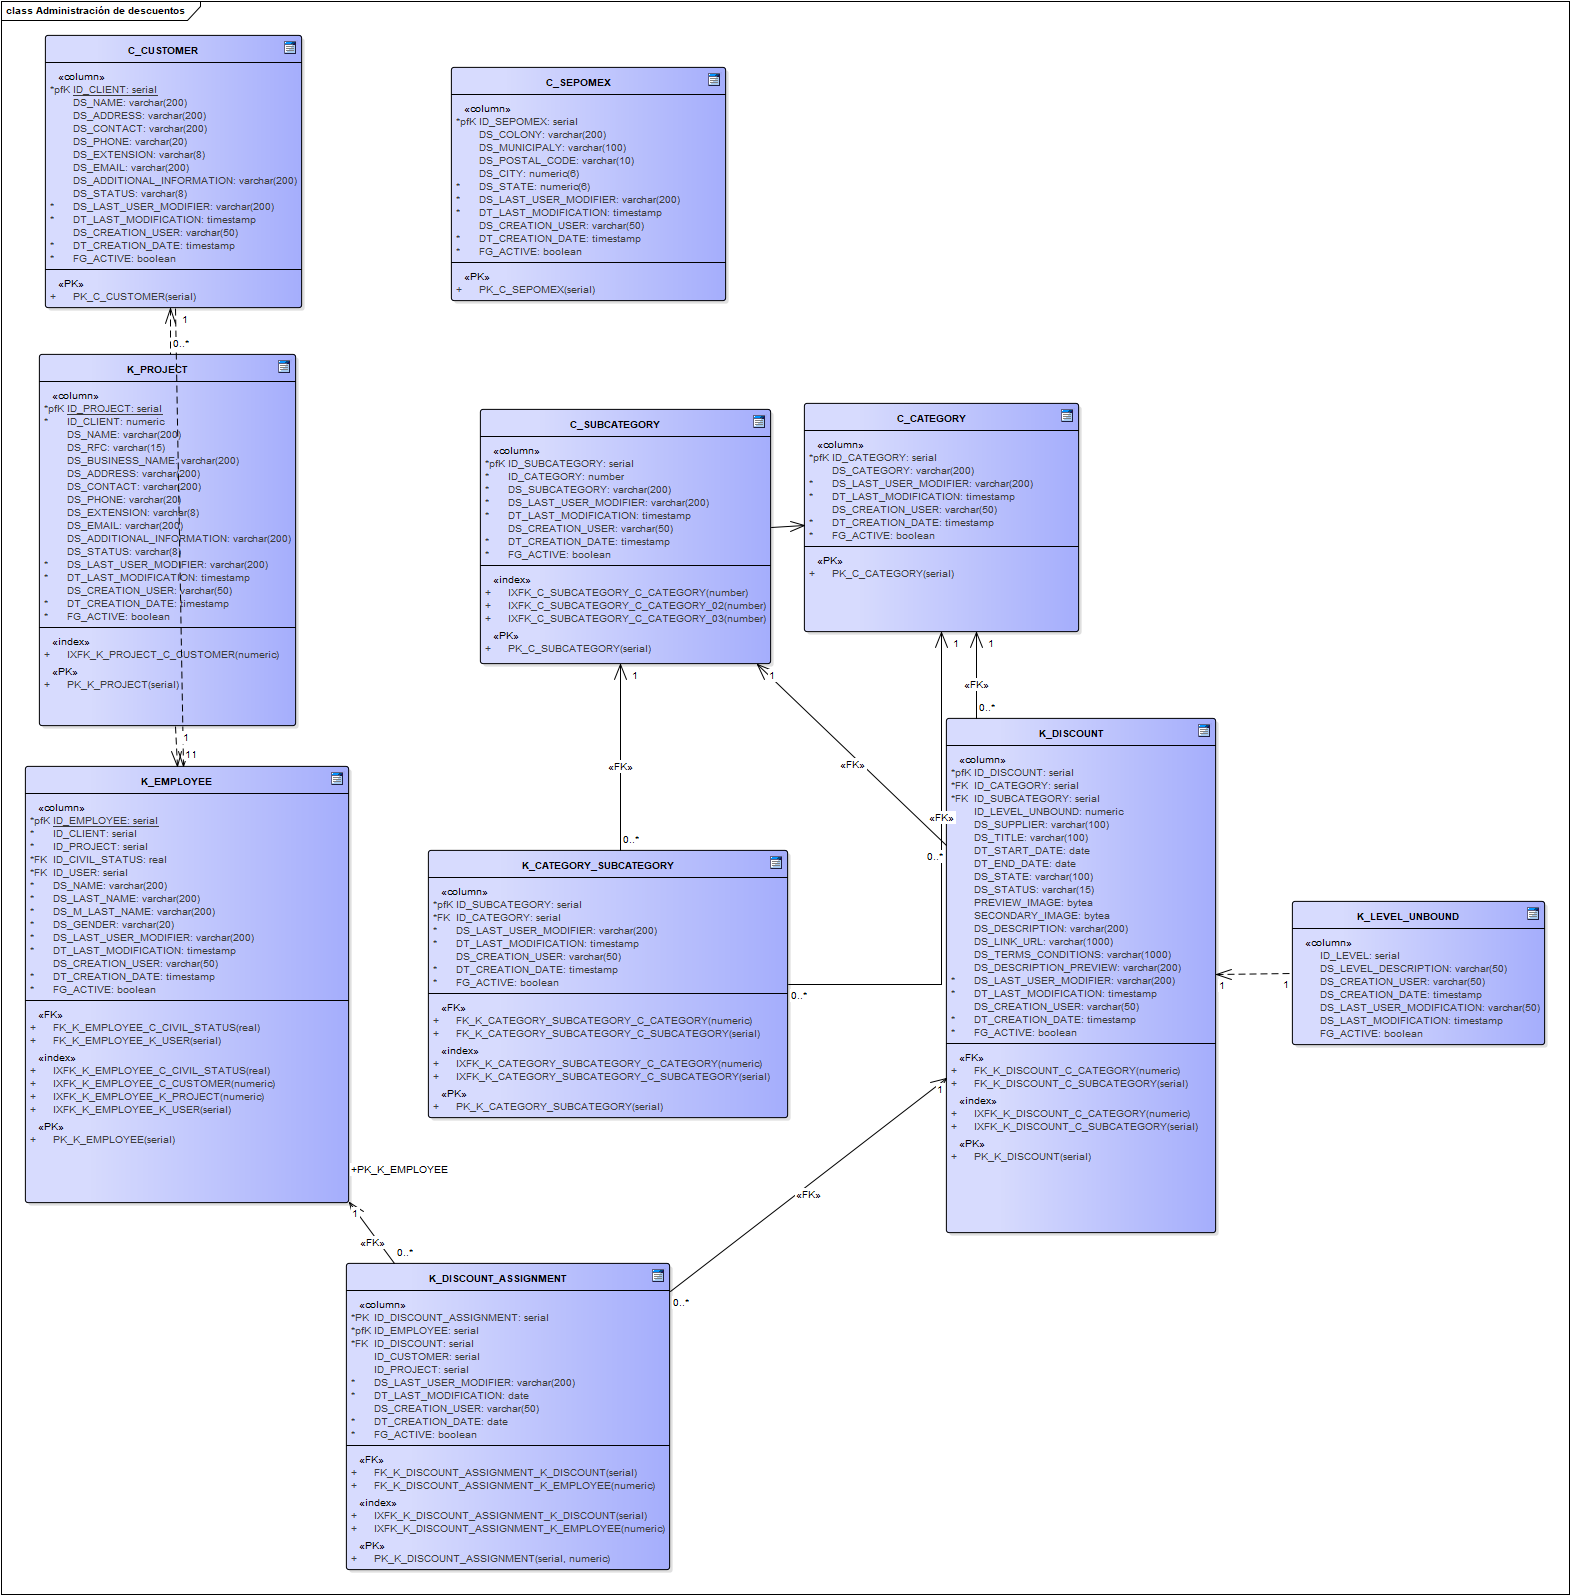 class Administración de descuentos
C_CUSTOMER
«column»
*pfK ID_CLIENT: serial
DS_NAME: varchar(200)
DS_ADDRESS: varchar(200)
DS_CONTACT: varchar(200)
DS_PHONE: varchar(20)
DS_EXTENSION: varchar(8)
DS_EMAIL: varchar(200)
DS_ADDITIONAL_INFORMATION: varchar(200)
DS_STATUS: varchar(8)
* DS_LAST_USER_MODIFIER: varchar(200)
* DT_LAST_MODIFICATION: timestamp
DS_CREATION_USER: varchar(50)
* DT_CREATION_DATE: timestamp
* FG_ACTIVE: boolean
«PK»
+ PK_C_CUSTOMER(serial)
1
0..*
C_SEPOMEX
«column»
*pfK ID_SEPOMEX: serial
DS_COLONY: varchar(200)
DS_MUNICIPALY: varchar(100)
DS_POSTAL_CODE: varchar(10)
DS_CITY: numeric(6)
* DS_STATE: numeric(6)
* DS_LAST_USER_MODIFIER: varchar(200)
* DT_LAST_MODIFICATION: timestamp
DS_CREATION_USER: varchar(50)
* DT_CREATION_DATE: timestamp
* FG_ACTIVE: boolean
«PK»
+ PK_C_SEPOMEX(serial)
K_PROJECT
«column»
*pfK ID_PROJECT: serial
* ID_CLIENT: numeric
DS_NAME: varchar(200)
DS_RFC: varchar(15)
DS_BUSINESS_NAME: varchar(200)
DS_ADDRESS: varchar(200)
DS_CONTACT: varchar(200)
DS_PHONE: varchar(20)
DS_EXTENSION: varchar(8)
DS_EMAIL: varchar(200)
DS_ADDITIONAL_INFORMATION: varchar(200)
DS_STATUS: varchar(8)
* DS_LAST_USER_MODIFIER: varchar(200)
* DT_LAST_MODIFICATION: timestamp
DS_CREATION_USER: varchar(50)
* DT_CREATION_DATE: timestamp
* FG_ACTIVE: boolean
«index»
+ IXFK_K_PROJECT_C_CUSTOMER(numeric)
«PK»
+ PK_K_PROJECT(serial)
1
11
C_SUBCATEGORY
«column»
*pfK ID_SUBCATEGORY: serial
* ID_CATEGORY: number
* DS_SUBCATEGORY: varchar(200)
* DS_LAST_USER_MODIFIER: varchar(200)
* DT_LAST_MODIFICATION: timestamp
DS_CREATION_USER: varchar(50)
* DT_CREATION_DATE: timestamp
* FG_ACTIVE: boolean
«index»
+ IXFK_C_SUBCATEGORY_C_CATEGORY(number)
+ IXFK_C_SUBCATEGORY_C_CATEGORY_02(number)
+ IXFK_C_SUBCATEGORY_C_CATEGORY_03(number)
«PK»
+ PK_C_SUBCATEGORY(serial)
1
1
C_CATEGORY
«column»
*pfK ID_CATEGORY: serial
DS_CATEGORY: varchar(200)
* DS_LAST_USER_MODIFIER: varchar(200)
* DT_LAST_MODIFICATION: timestamp
DS_CREATION_USER: varchar(50)
* DT_CREATION_DATE: timestamp
* FG_ACTIVE: boolean
«PK»
+ PK_C_CATEGORY(serial)
1
1
«FK»
0..*
«FK»
«FK»
«FK»
0..*
0..*
K_EMPLOYEE
«column»
*pfK ID_EMPLOYEE: serial
* ID_CLIENT: serial
* ID_PROJECT: serial
*FK ID_CIVIL_STATUS: real
*FK ID_USER: serial
* DS_NAME: varchar(200)
* DS_LAST_NAME: varchar(200)
* DS_M_LAST_NAME: varchar(200)
* DS_GENDER: varchar(20)
* DS_LAST_USER_MODIFIER: varchar(200)
* DT_LAST_MODIFICATION: timestamp
DS_CREATION_USER: varchar(50)
* DT_CREATION_DATE: timestamp
* FG_ACTIVE: boolean
«FK»
+ FK_K_EMPLOYEE_C_CIVIL_STATUS(real)
+ FK_K_EMPLOYEE_K_USER(serial)
«index»
+ IXFK_K_EMPLOYEE_C_CIVIL_STATUS(real)
+ IXFK_K_EMPLOYEE_C_CUSTOMER(numeric)
+ IXFK_K_EMPLOYEE_K_PROJECT(numeric)
+ IXFK_K_EMPLOYEE_K_USER(serial)
«PK»
+ PK_K_EMPLOYEE(serial)
+PK_K_EMPLOYEE
1
«FK»
0..*
K_CATEGORY_SUBCATEGORY
«column»
*pfK ID_SUBCATEGORY: serial
*FK ID_CATEGORY: serial
* DS_LAST_USER_MODIFIER: varchar(200)
* DT_LAST_MODIFICATION: timestamp
DS_CREATION_USER: varchar(50)
* DT_CREATION_DATE: timestamp
* FG_ACTIVE: boolean
«FK»
+ FK_K_CATEGORY_SUBCATEGORY_C_CATEGORY(numeric)
+ FK_K_CATEGORY_SUBCATEGORY_C_SUBCATEGORY(serial)
«index»
+ IXFK_K_CATEGORY_SUBCATEGORY_C_CATEGORY(numeric)
+ IXFK_K_CATEGORY_SUBCATEGORY_C_SUBCATEGORY(serial)
«PK»
+ PK_K_CATEGORY_SUBCATEGORY(serial)
0..*
K_DISCOUNT
«column»
*pfK ID_DISCOUNT: serial
*FK ID_CATEGORY: serial
*FK ID_SUBCATEGORY: serial
ID_LEVEL_UNBOUND: numeric
DS_SUPPLIER: varchar(100)
DS_TITLE: varchar(100)
DT_START_DATE: date
DT_END_DATE: date
DS_STATE: varchar(100)
DS_STATUS: varchar(15)
PREVIEW_IMAGE: bytea
SECONDARY_IMAGE: bytea
DS_DESCRIPTION: varchar(200)
DS_LINK_URL: varchar(1000)
DS_TERMS_CONDITIONS: varchar(1000)
DS_DESCRIPTION_PREVIEW: varchar(200)
* DS_LAST_USER_MODIFIER: varchar(200)
* DT_LAST_MODIFICATION: timestamp
DS_CREATION_USER: varchar(50)
* DT_CREATION_DATE: timestamp
* FG_ACTIVE: boolean
«FK»
+ FK_K_DISCOUNT_C_CATEGORY(numeric)
+ FK_K_DISCOUNT_C_SUBCATEGORY(serial)
«index»
+ IXFK_K_DISCOUNT_C_CATEGORY(numeric)
+ IXFK_K_DISCOUNT_C_SUBCATEGORY(serial)
«PK»
+ PK_K_DISCOUNT(serial)
1
1
1
K_LEVEL_UNBOUND
«column»
ID_LEVEL: serial
DS_LEVEL_DESCRIPTION: varchar(50)
DS_CREATION_USER: varchar(50)
DS_CREATION_DATE: timestamp
DS_LAST_USER_MODIFIER: varchar(50)
DS_LAST_MODIFICATION: timestamp
FG_ACTIVE: boolean
«FK»
0..*
K_DISCOUNT_ASSIGNMENT
«column»
*PK ID_DISCOUNT_ASSIGNMENT: serial
*pfK ID_EMPLOYEE: serial
*FK ID_DISCOUNT: serial
ID_CUSTOMER: serial
ID_PROJECT: serial
* DS_LAST_USER_MODIFIER: varchar(200)
* DT_LAST_MODIFICATION: date
DS_CREATION_USER: varchar(50)
* DT_CREATION_DATE: date
* FG_ACTIVE: boolean
«FK»
+ FK_K_DISCOUNT_ASSIGNMENT_K_DISCOUNT(serial)
+ FK_K_DISCOUNT_ASSIGNMENT_K_EMPLOYEE(numeric)
«index»
+ IXFK_K_DISCOUNT_ASSIGNMENT_K_DISCOUNT(serial)
+ IXFK_K_DISCOUNT_ASSIGNMENT_K_EMPLOYEE(numeric)
«PK»
+ PK_K_DISCOUNT_ASSIGNMENT(serial, numeric)